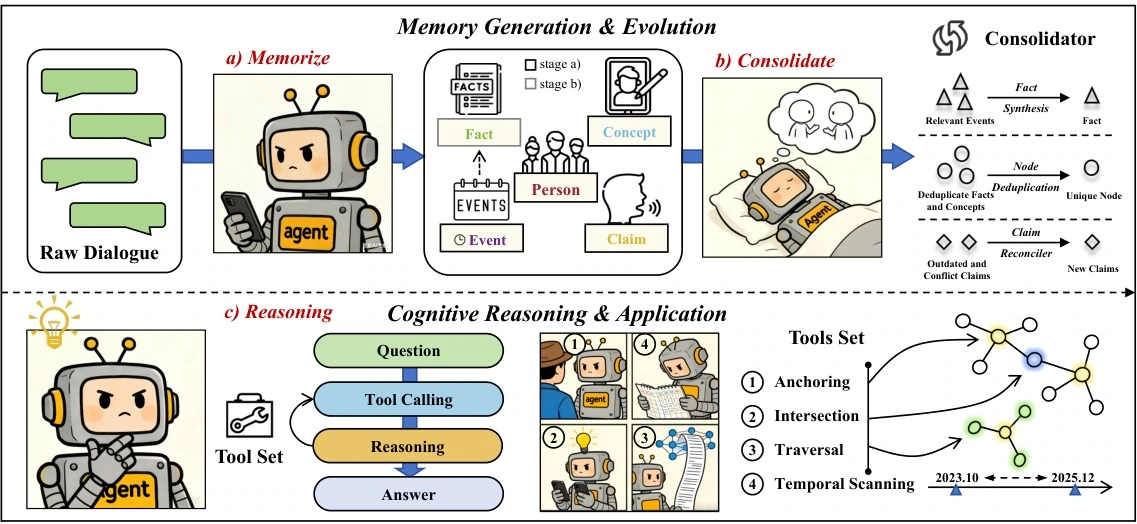 Memory Generation & Evolution
a) Memorize
b) Consolidate
Consolidator
Raw Dialogue
agent
stage a)
stage b)
FACTS
Fact
Concept
Person
EVENTS
Event
Claim
Agent
Relevant Events
Fact
Synthesis
Fact
Deduplicate Facts
and Concepts
Node
Deduplication
Unique Node
Outdated and
Conflict Claims
Claim
Reconciler
New Claims
c) Reasoning
Cognitive Reasoning & Application
agent
Tool Set
Question
Tool Calling
Reasoning
Answer
1
agent
4
2
3
Tools Set
1 Anchoring
2 Intersection
3 Traversal
4 Temporal Scanning
2023.10
2025.12